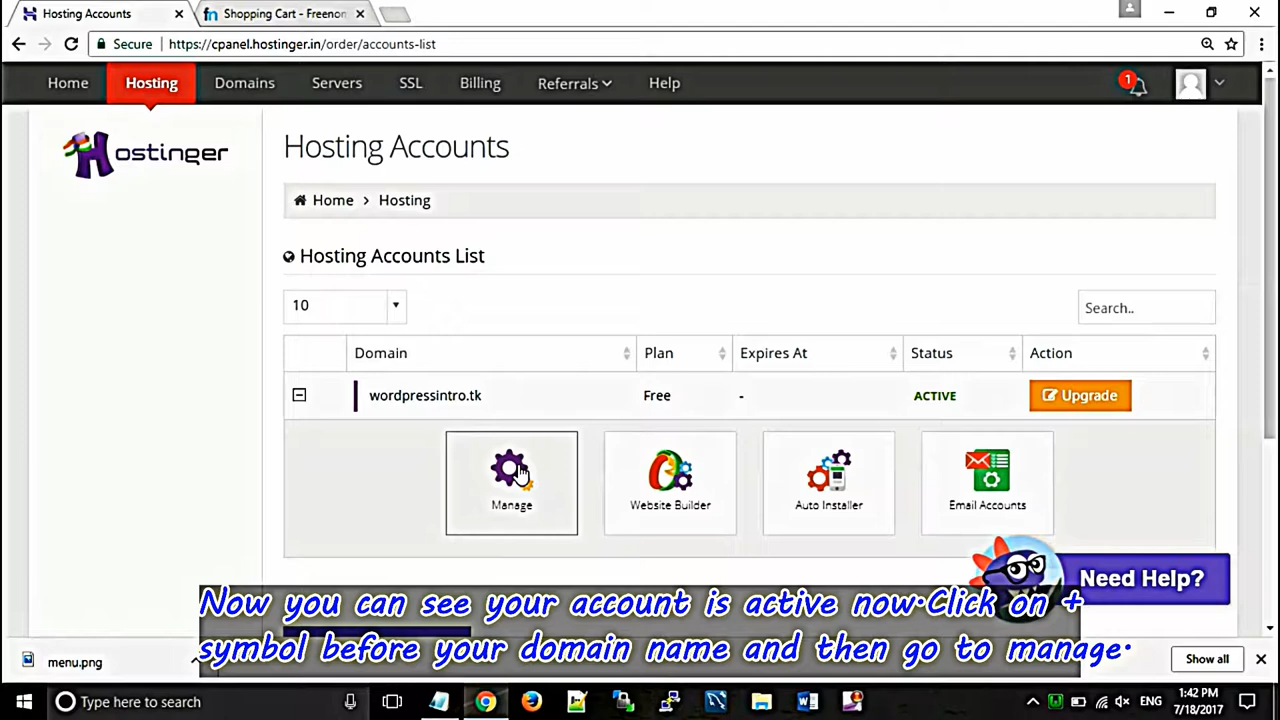 Hosting Accounts
Shopping Cart - Freenom
Secure https://cpanel.hostinger.in/order/accounts-list
Home Hosting Domains Servers SSL Billing Referrals Help 1
Hostinger
Hosting Accounts
Home > Hosting
Hosting Accounts List
10
Search..
Domain Plan Expires At Status Action
wordpressintro.tk Free - ACTIVE Upgrade
Manage Website Builder Auto Installer Email Accounts
Need Help?
Now you can see your account is active now.Click on +
symbol before your domain name and then go to manage.
menu.png
Show all
Type here to search
ENG
1:42 PM
7/18/2017